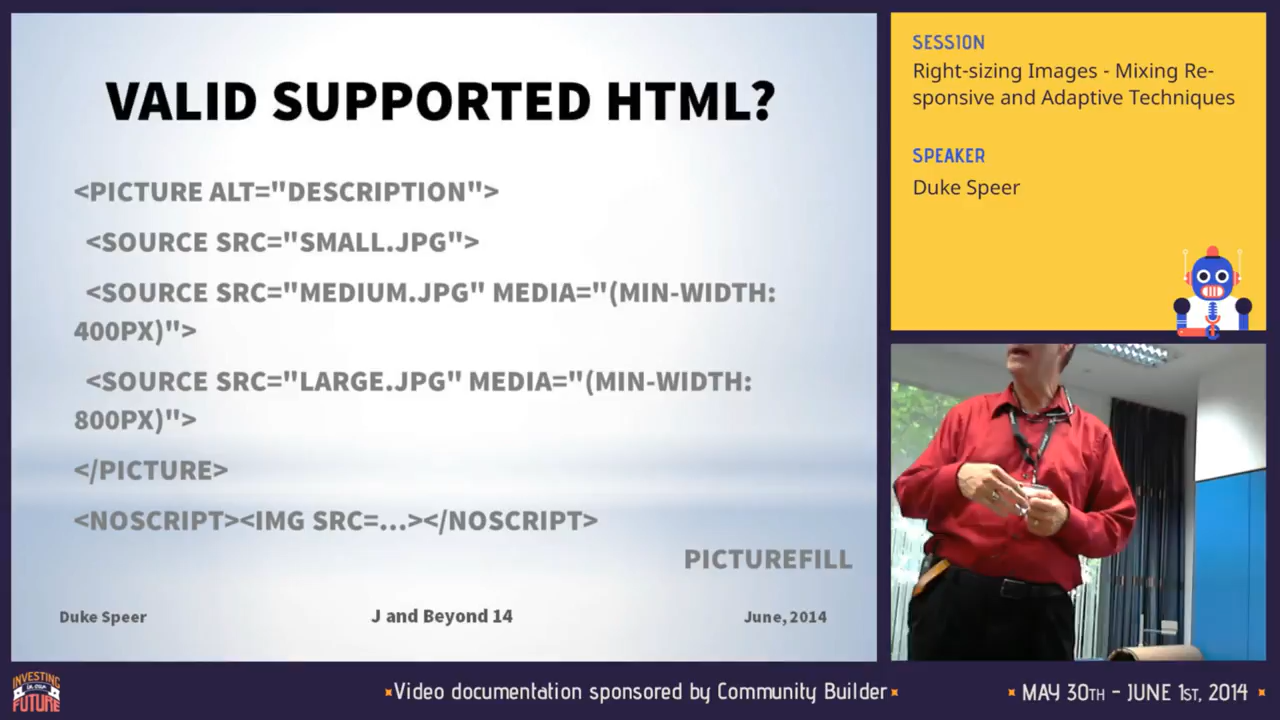 VALID SUPPORTED HTML?
<PICTURE ALT="DESCRIPTION">
<SOURCE SRC="SMALL.JPG">
<SOURCE SRC="MEDIUM.JPG" MEDIA="(MIN-WIDTH:
400PX)">
<SOURCE SRC="LARGE.JPG" MEDIA="(MIN-WIDTH:
800PX)">
</PICTURE>
<NOSCRIPT><IMG SRC=...></NOSCRIPT>
PICTUREFILL
Duke Speer
J and Beyond 14
June, 2014
SESSION
Right-sizing Images - Mixing Re-
sponsive and Adaptive Techniques
SPEAKER
Duke Speer
INVESTING
IN OUR
FUTURE
Video documentation sponsored by Community Builder
MAY 30TH - JUNE 1ST, 2014